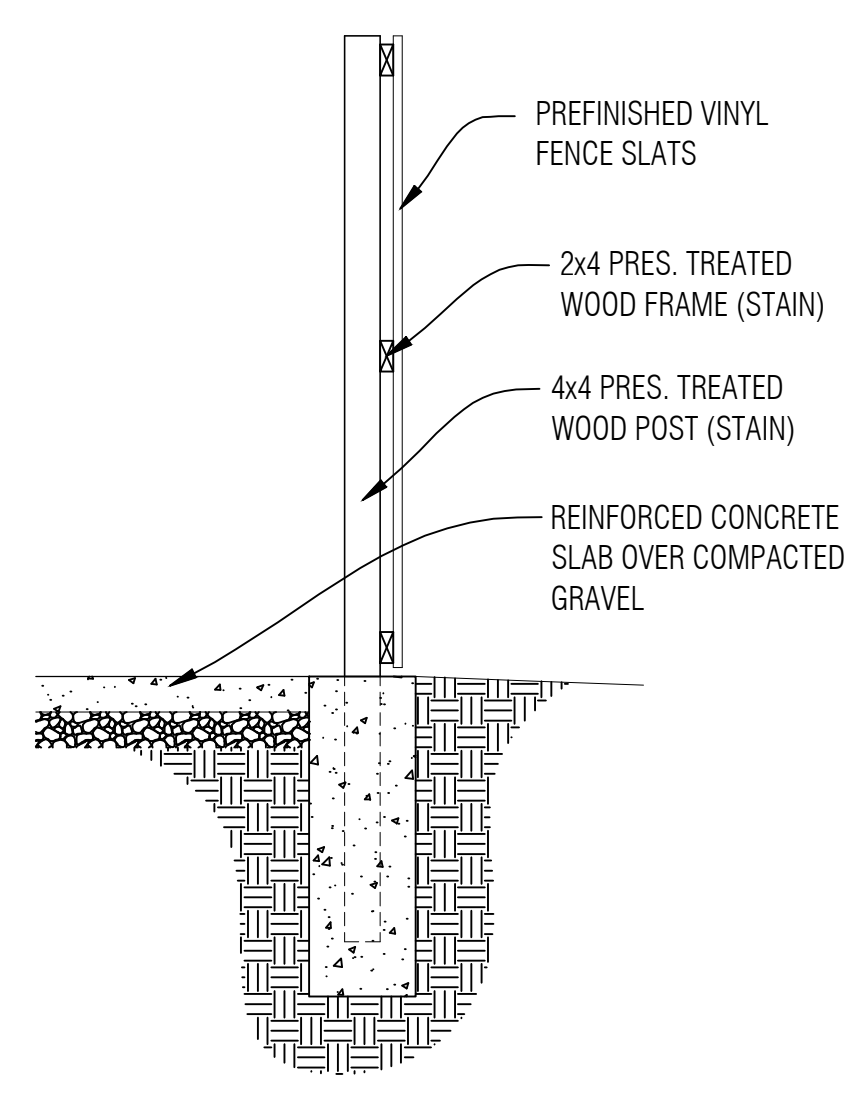 PREFINISHED VINYL
FENCE SLATS
2x4 PRES. TREATED
WOOD FRAME (STAIN)
4x4 PRES. TREATED
WOOD POST (STAIN)
REINFORCED CONCRETE
SLAB OVER COMPACTED
GRAVEL